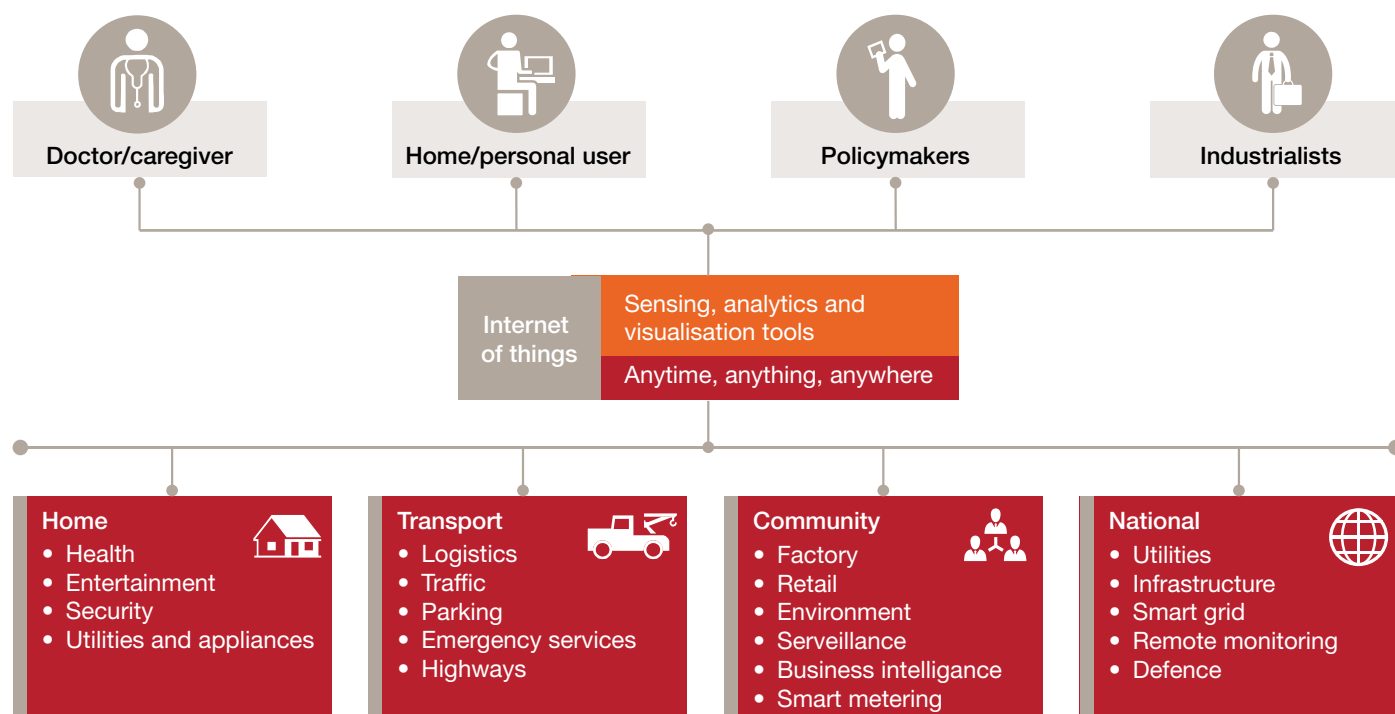 Doctor/caregiver
Home/personal user
Policymakers
Industrialists
Internet
of things
Sensing, analytics and
visualisation tools
Anytime, anything, anywhere
Home
• Health
• Entertainment
• Security
• Utilities and appliances
Transport
• Logistics
• Traffic
• Parking
• Emergency services
• Highways
Community
• Factory
• Retail
• Environment
• Serveillance
• Business intelligance
• Smart metering
National
• Utilities
• Infrastructure
• Smart grid
• Remote monitoring
• Defence